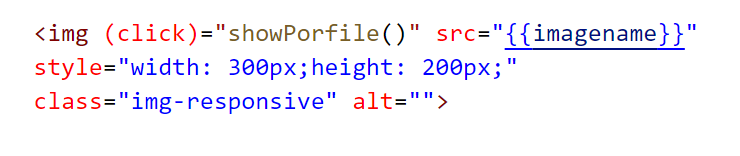 <img (click)="showPorfile()" src="{{imagename}}"
style="width: 300px;height: 200px;"
class="img-responsive" alt="">